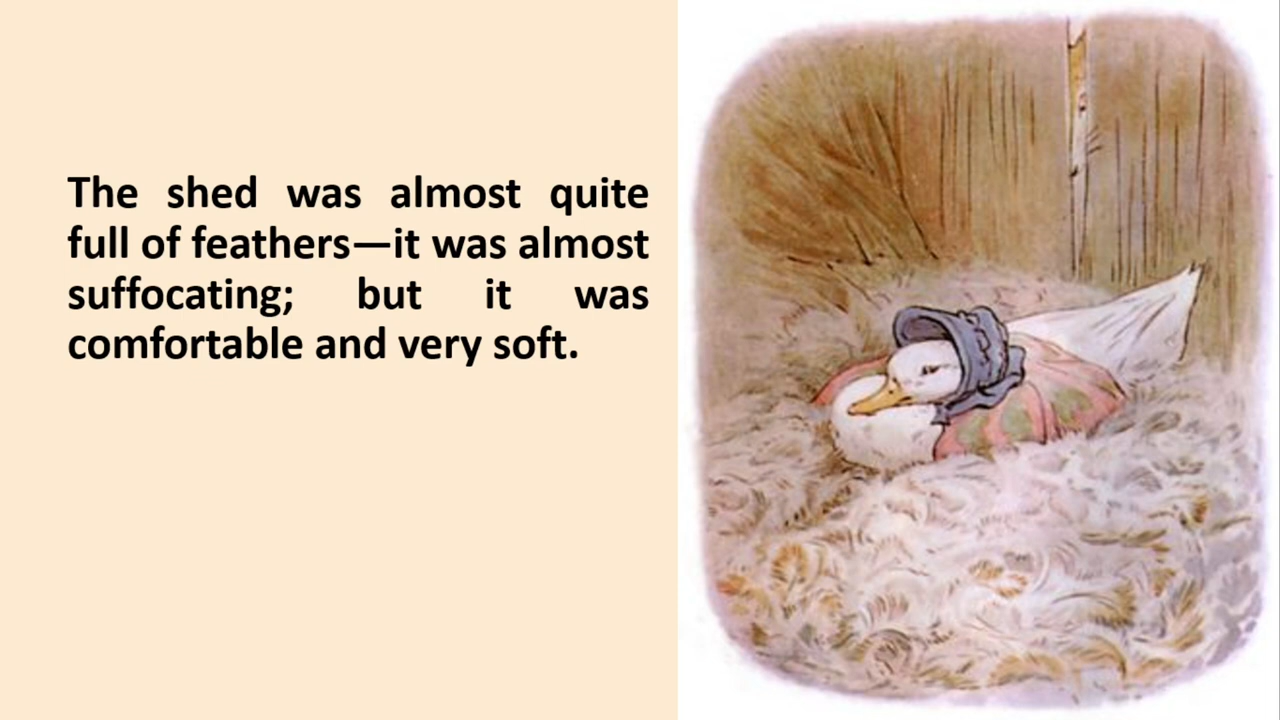 The shed was almost quite
full of feathers—it was almost
suffocating; but it was
comfortable and very soft.